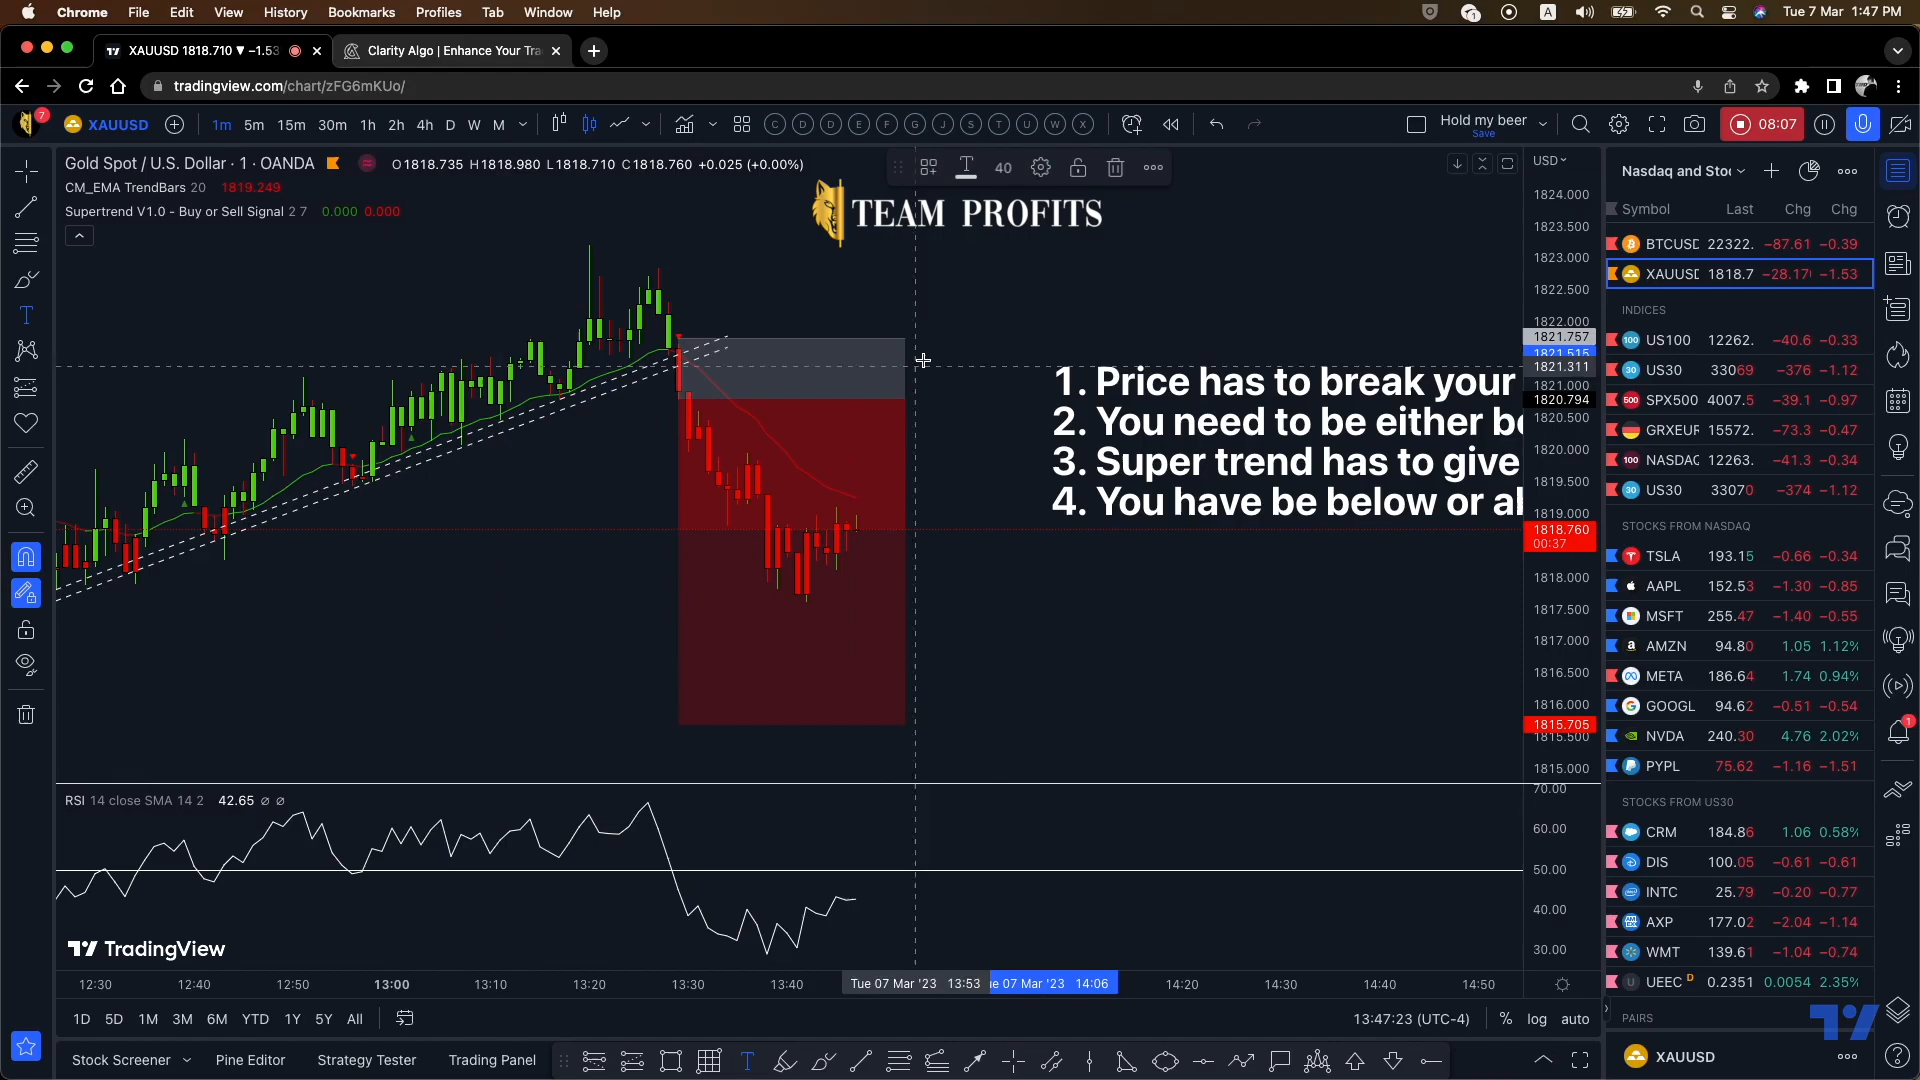 Chrome File Edit View History Bookmarks Profiles Tab Window Help
Tue 7 Mar 1:47 PM
XAUUSD 1818.710 ▼ −1.53
Clarity Algo | Enhance Your Tra
tradingview.com/chart/zFG6mKUo/
7
XAUUSD 1m 5m 15m 30m 1h 2h 4h D W M
C D D E F G J S T U W X
Hold my beer
Save
08:07
Gold Spot / U.S. Dollar · 1 · OANDA O1818.735 H1818.980 L1818.710 C1818.760 +0.025 (+0.00%)
CM_EMA TrendBars 20 1819.249
Supertrend V1.0 - Buy or Sell Signal 2 7 0.000 0.000
40
TEAM PROFITS
1. Price has to break your
2. You need to be either be
3. Super trend has to give
4. You have be below or a
USD
1824.000
1823.500
1823.000
1822.500
1822.000
1821.757
1821.515
1821.311
1821.000
1820.794
1820.500
1820.000
1819.500
1819.000
1818.760
00:37
1818.000
1817.500
1817.000
1816.500
1816.000
1815.705
1815.500
1815.000
RSI 14 close SMA 14 2 42.65 ∅ ∅
70.00
60.00
50.00
40.00
30.00
TradingView
12:30 12:40 12:50 13:00 13:10 13:20 13:30 13:40 Tue 07 Mar '23 13:53 07 Mar '23 14:06 14:20 14:30 14:40 14:50
1D 5D 1M 3M 6M YTD 1Y 5Y All
13:47:23 (UTC-4) % log auto
Stock Screener Pine Editor Strategy Tester Trading Panel
Nasdaq and Sto
Symbol Last Chg Chg
BTCUSD 22322. −87.61 −0.39
XAUUSD 1818.7 −28.17 −1.53
INDICES
US100 12262. −40.6 −0.33
US30 33069 −376 −1.12
SPX500 4007.5 −39.1 −0.97
GRXEUR 15572. −73.3 −0.47
NASDAQ 12263. −41.3 −0.34
US30 33070 −374 −1.12
STOCKS FROM NASDAQ
TSLA 193.15 −0.66 −0.34
AAPL 152.53 −1.30 −0.85
MSFT 255.47 −1.40 −0.55
AMZN 94.80 1.05 1.12%
META 186.64 1.74 0.94%
GOOGL 94.62 −0.51 −0.54
NVDA 240.30 4.76 2.02%
PYPL 75.62 −1.16 −1.51
STOCKS FROM US30
CRM 184.86 1.06 0.58%
DIS 100.05 −0.61 −0.61
INTC 25.79 −0.20 −0.77
AXP 177.02 −2.04 −1.14
WMT 139.61 −1.04 −0.74
UEEC D 0.2351 0.0054 2.35%
PAIRS
XAUUSD